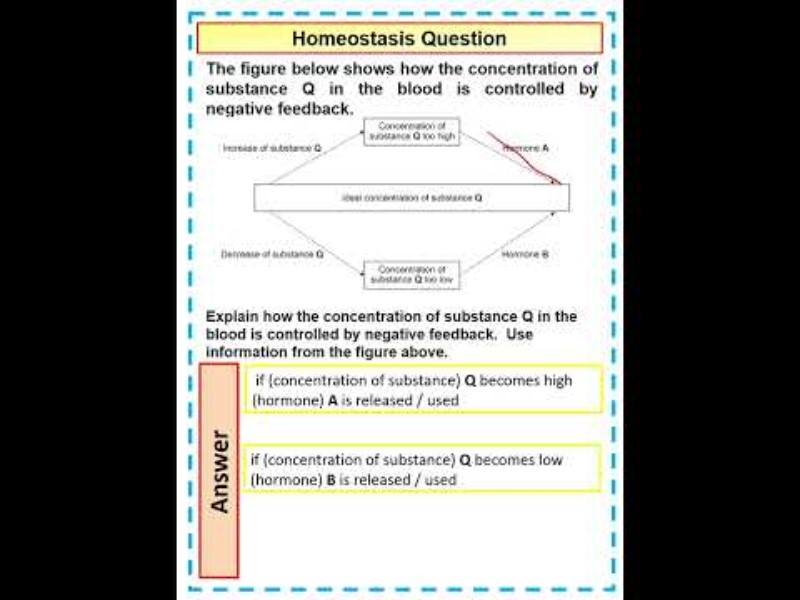 Homeostasis Question
The figure below shows how the concentration of
substance Q in the blood is controlled by
negative feedback.
Concentration of
substance Q too high
Increase of substance Q
Hormone A
Ideal concentration of substance Q
Decrease of substance Q
Hormone B
Concentration of
substance Q too low
Explain how the concentration of substance Q in the
blood is controlled by negative feedback. Use
information from the figure above.
Answer
if (concentration of substance) Q becomes high
(hormone) A is released / used
if (concentration of substance) Q becomes low
(hormone) B is released / used